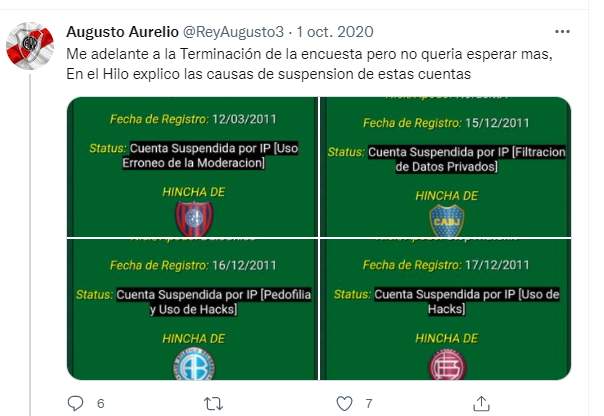 Augusto Aurelio @ReyAugusto3 · 1 oct. 2020
Me adelante a la Terminación de la encuesta pero no queria esperar mas,
En el Hilo explico las causas de suspension de estas cuentas
Fecha de Registro: 12/03/2011
Status: Cuenta Suspendida por IP [Uso
Erroneo de la Moderacion]
HINCHA DE
Fecha de Registro: 15/12/2011
Status: Cuenta Suspendida por IP [Filtracion
de Datos Privados]
HINCHA DE
CABJ
Fecha de Registro: 16/12/2011
Status: Cuenta Suspendida por IP [Pedofilia
y Uso de Hacks]
HINCHA DE
Fecha de Registro: 17/12/2011
Status: Cuenta Suspendida por IP [Uso de
Hacks]
HINCHA DE
6 7